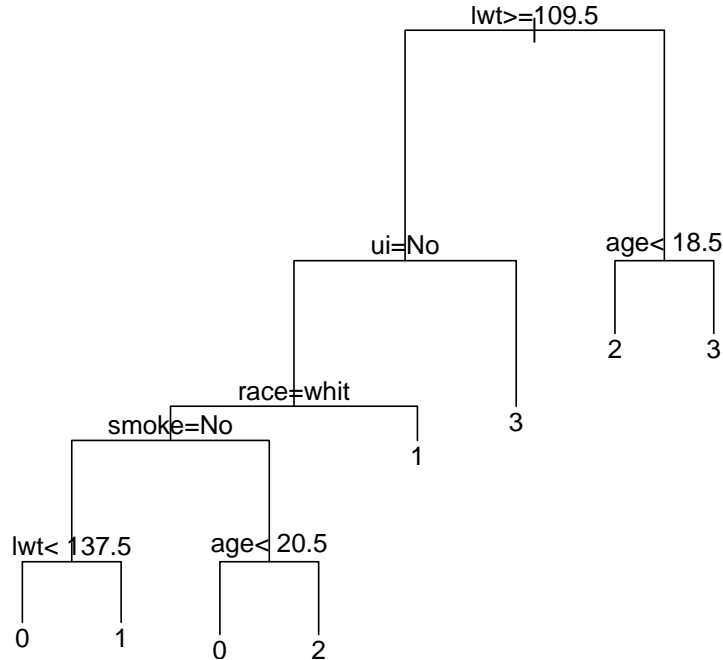 lwt>=109.5
ui=No
age< 18.5
2
3
race=whit
3
smoke=No
1
lwt< 137.5
age< 20.5
0
1
0
2